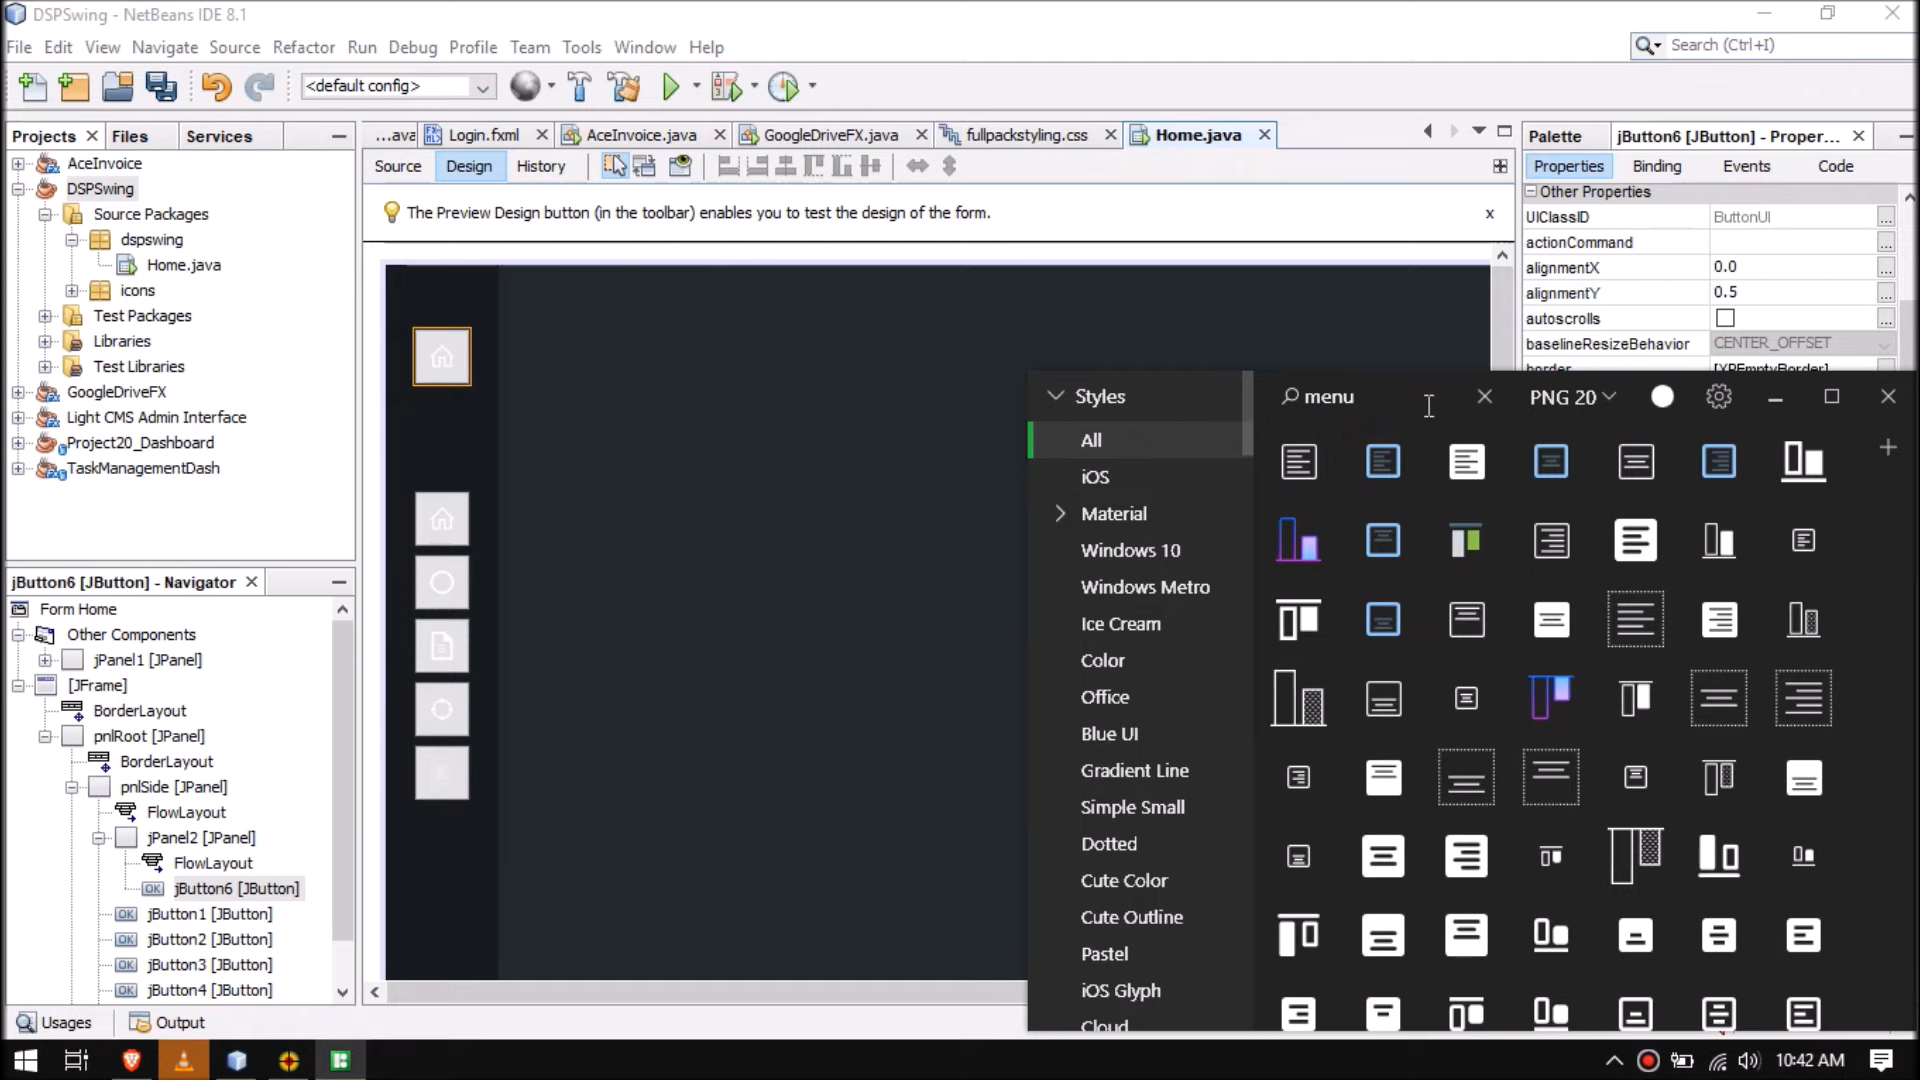 DSPSwing - NetBeans IDE 8.1
File Edit View Navigate Source Refactor Run Debug Profile Team Tools Window Help
Search (Ctrl+I)
<default config>
Projects Files Services
AceInvoice
DSPSwing
Source Packages
dspswing
Home.java
icons
Test Packages
Libraries
Test Libraries
GoogleDriveFX
Light CMS Admin Interface
Project20_Dashboard
TaskManagementDash
...ava Login.fxml AceInvoice.java GoogleDriveFX.java fullpackstyling.css Home.java
Source Design History
The Preview Design button (in the toolbar) enables you to test the design of the form.
x
Palette jButton6 [JButton] - Proper...
Properties Binding Events Code
Other Properties
UIClassID ButtonUI ...
actionCommand ...
alignmentX 0.0 ...
alignmentY 0.5 ...
autoscrolls ...
baselineResizeBehavior CENTER_OFFSET
border [XPEmptyBorder] ...
jButton6 [JButton] - Navigator
Form Home
Other Components
jPanel1 [JPanel]
[JFrame]
BorderLayout
pnlRoot [JPanel]
BorderLayout
pnlSide [JPanel]
FlowLayout
jPanel2 [JPanel]
FlowLayout
OK jButton6 [JButton]
OK jButton1 [JButton]
OK jButton2 [JButton]
OK jButton3 [JButton]
OK jButton4 [JButton]
Styles
All
iOS
Material
Windows 10
Windows Metro
Ice Cream
Color
Office
Blue UI
Gradient Line
Simple Small
Dotted
Cute Color
Cute Outline
Pastel
iOS Glyph
Cloud
menu
PNG 20
Usages Output
10:42 AM